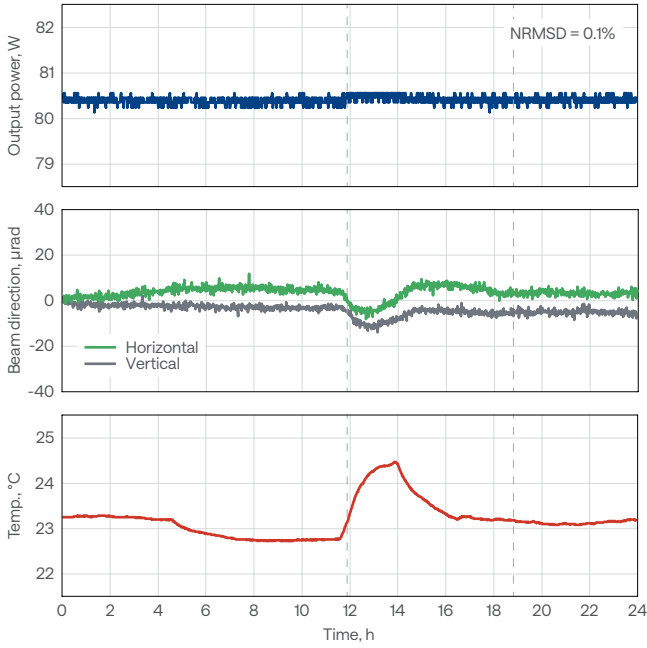 82
81
80
79
Output power, W
NRMSD = 0.1%
40
20
0
-20
-40
Beam direction, µrad
Horizontal
Vertical
25
24
23
22
Temp., °C
0 2 4 6 8 10 12 14 16 18 20 22 24
Time, h